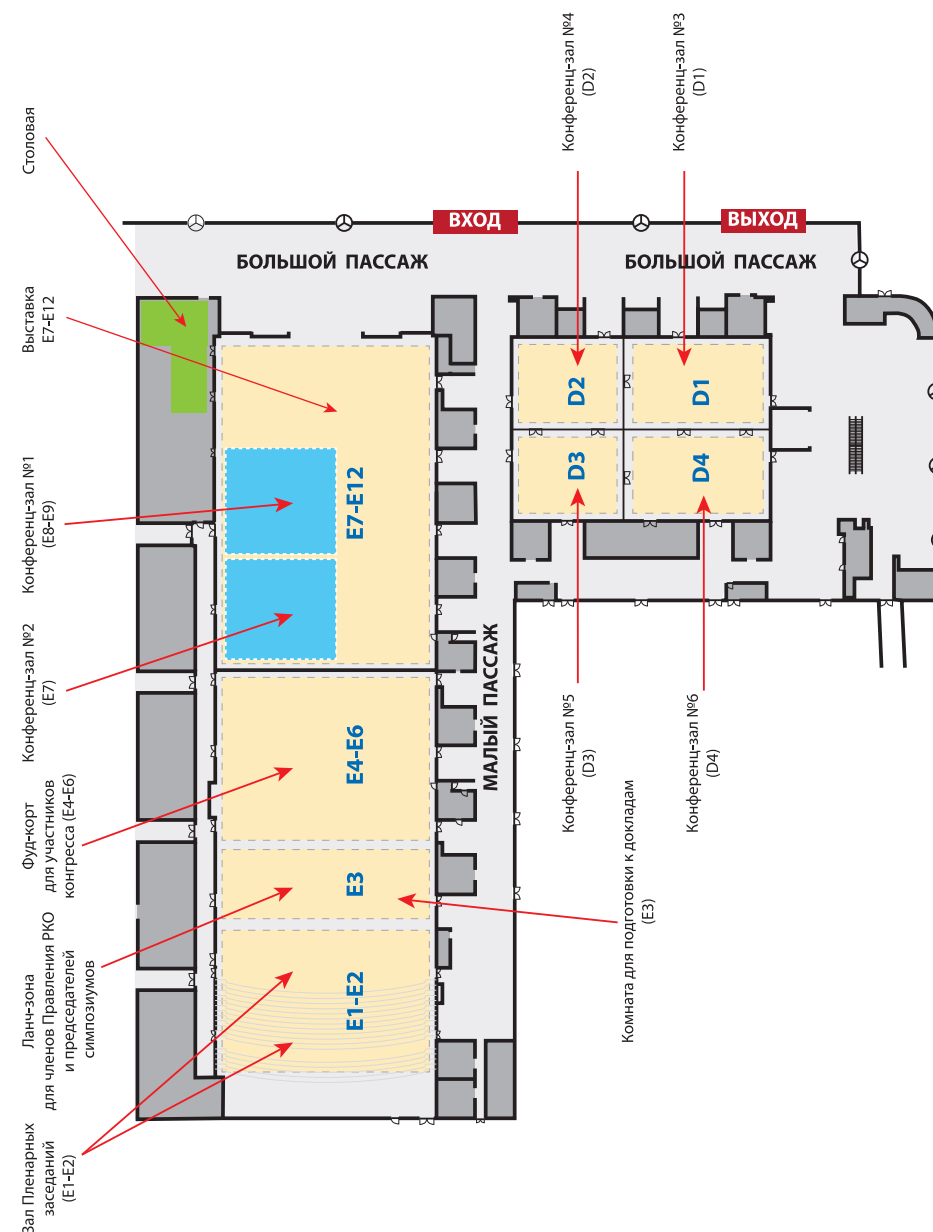 Столовая
Выставка
E7-E12
Конференц-зал №1
(E8-E9)
Конференц-зал №2
(E7)
Фуд-корт
для участников
конгресса (E4-E6)
Ланч-зона
для членов Правления РКО
и председателей
симпозиумов
Зал Пленарных
заседаний
(E1-E2)
Конференц-зал №4
(D2)
Конференц-зал №3
(D1)
ВХОД
ВЫХОД
БОЛЬШОЙ ПАССАЖ
БОЛЬШОЙ ПАССАЖ
D2
D1
D3
D4
E7-E12
E4-E6
E3
E1-E2
МАЛЫЙ ПАССАЖ
Конференц-зал №5
(D3)
Конференц-зал №6
(D4)
Комната для подготовки к докладам
(E3)